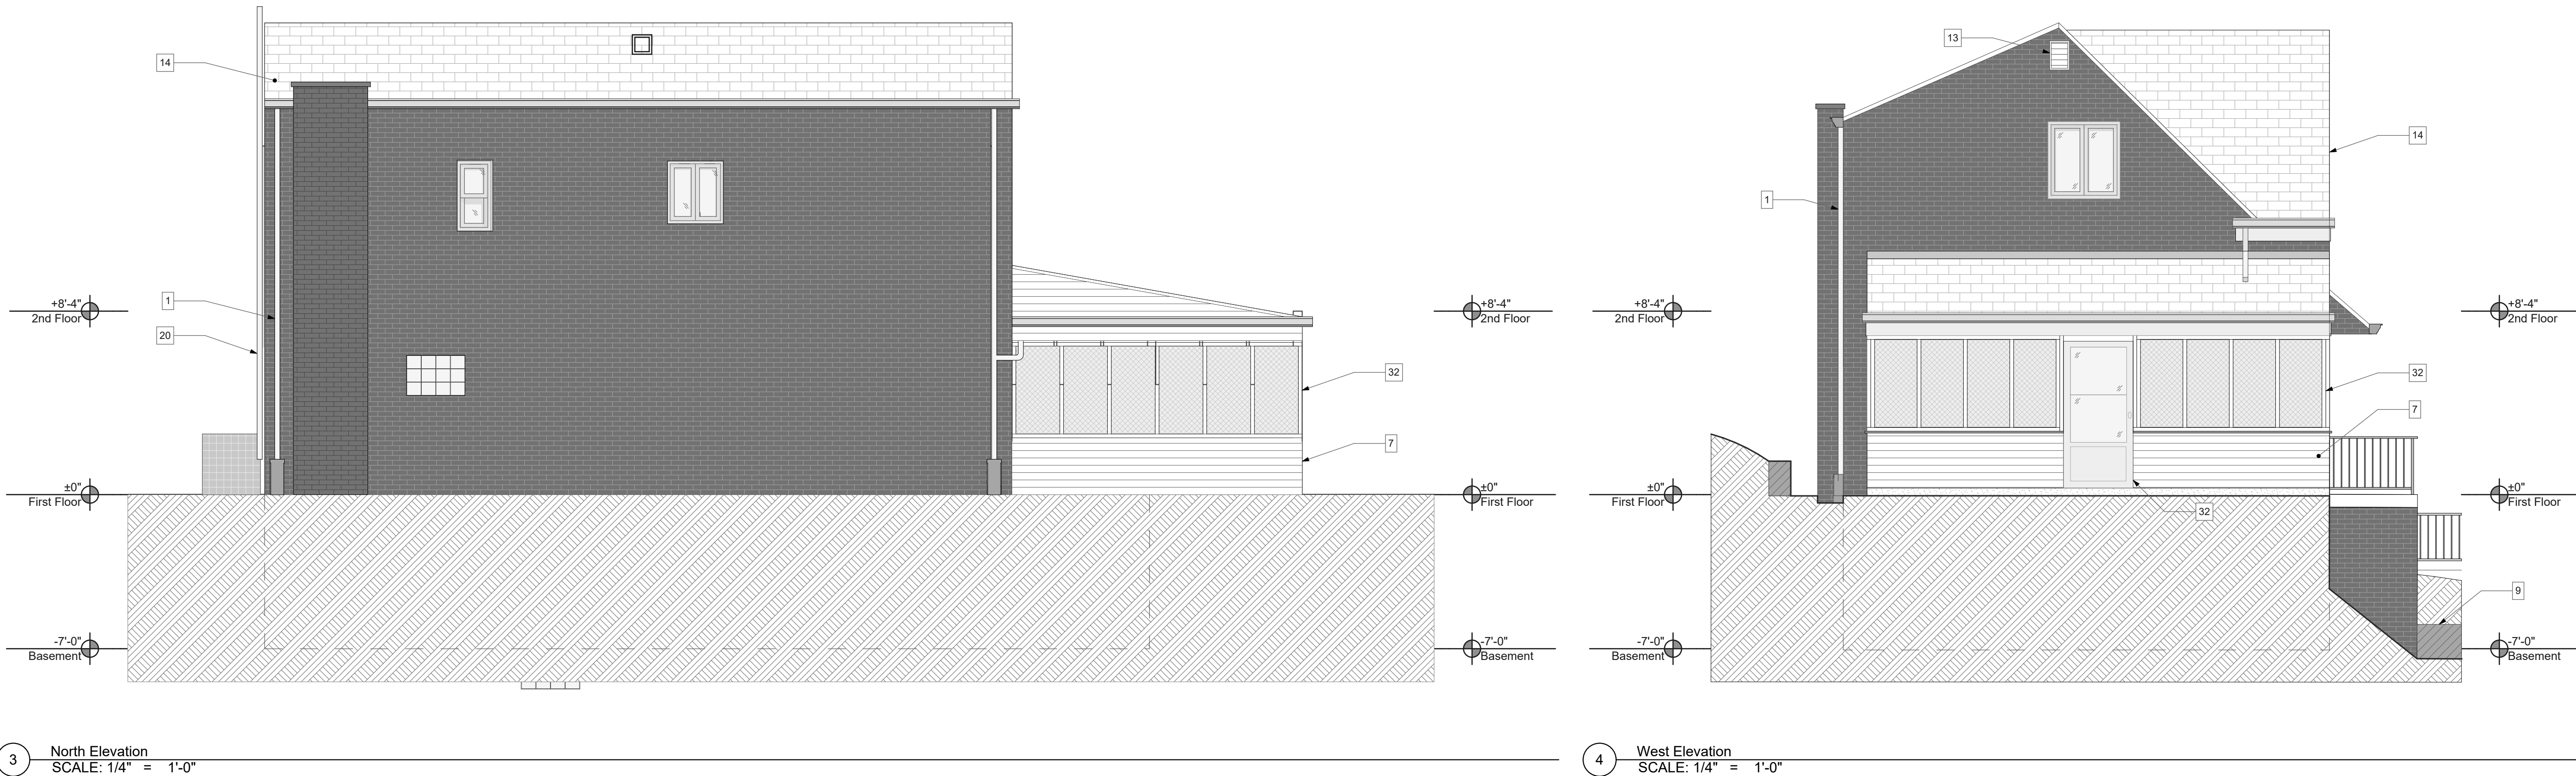 14
1
20
+8'-4"
2nd Floor
±0"
First Floor
-7'-0"
Basement
32
7
+8'-4"
2nd Floor
±0"
First Floor
-7'-0"
Basement
3
North Elevation
SCALE: 1/4" = 1'-0"
13
14
1
+8'-4"
2nd Floor
±0"
First Floor
-7'-0"
Basement
32
7
32
9
+8'-4"
2nd Floor
±0"
First Floor
-7'-0"
Basement
4
West Elevation
SCALE: 1/4" = 1'-0"